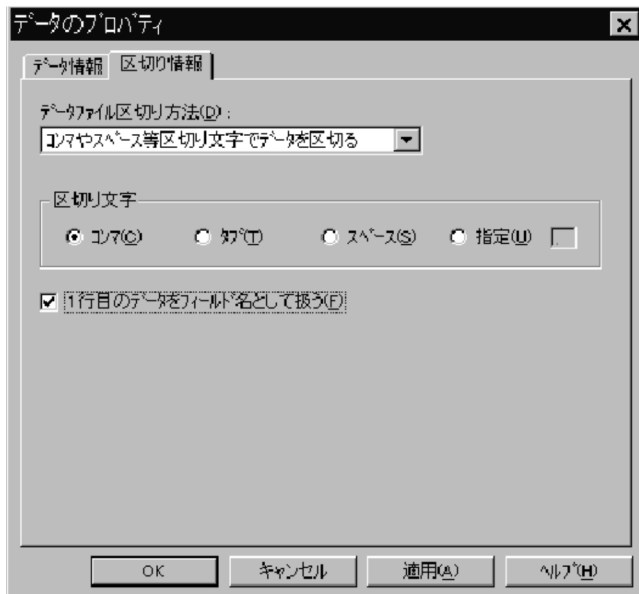 ﾃﾞｰﾀのﾌﾟﾛﾊﾟﾃｨ
ﾃﾞｰﾀ情報 区切り情報
ﾃﾞｰﾀﾌｧｲﾙ区切り方法(D)：
ｺﾝﾏやｽﾍﾟｰｽ等区切り文字でﾃﾞｰﾀを区切る
区切り文字
ｺﾝﾏ(C) ﾀﾌﾞ(T) ｽﾍﾟｰｽ(S) 指定(U)
1行目のﾃﾞｰﾀをﾌｨｰﾙﾄﾞ名として扱う(F)
OK ｷｬﾝｾﾙ 適用(A) ﾍﾙﾌﾟ(H)